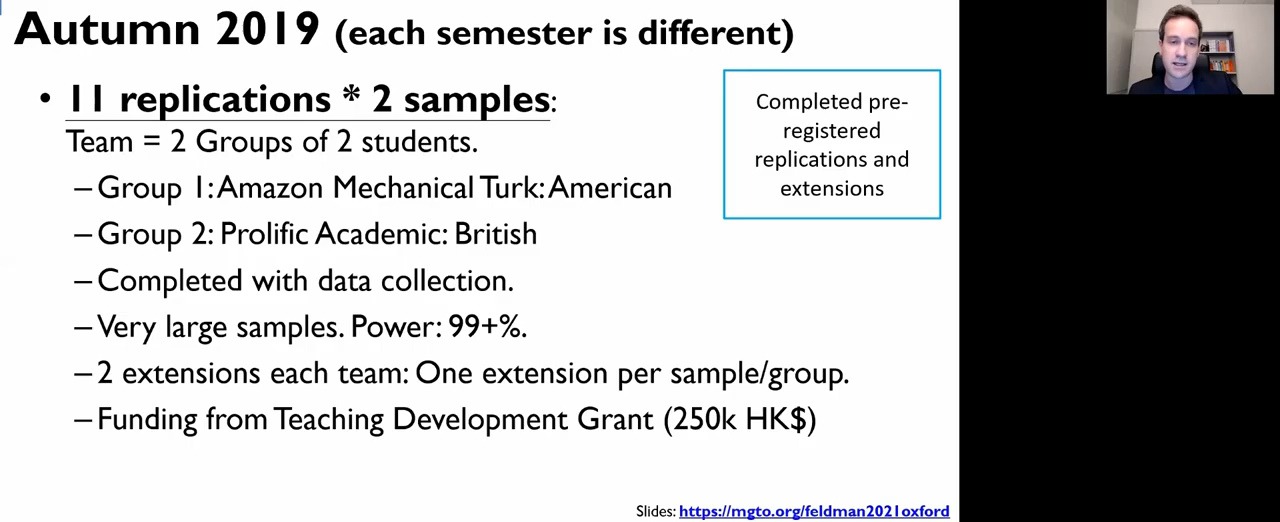 Autumn 2019 (each semester is different)
• 11 replications * 2 samples:
Team = 2 Groups of 2 students.
–Group 1: Amazon Mechanical Turk: American
–Group 2: Prolific Academic: British
–Completed with data collection.
–Very large samples. Power: 99+%.
–2 extensions each team: One extension per sample/group.
–Funding from Teaching Development Grant (250k HK$)
Completed pre-
registered
replications and
extensions
Slides: https://mgto.org/feldman2021oxford